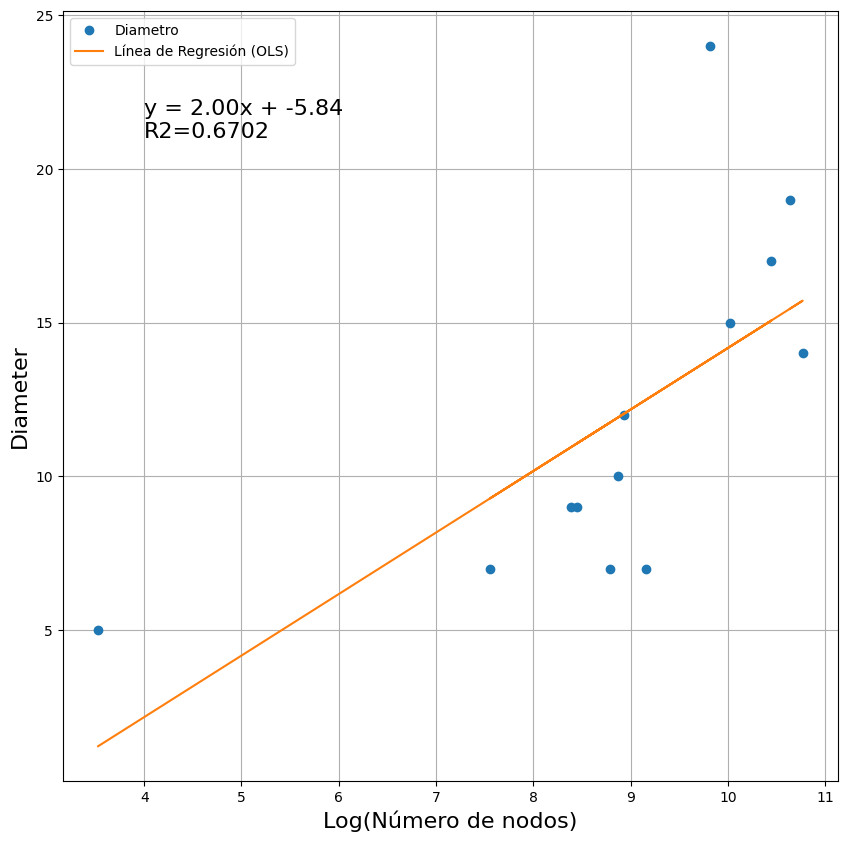 Diametro
Línea de Regresión (OLS)
y = 2.00x + -5.84
R2=0.6702
25
20
15
10
5
Diameter
4 5 6 7 8 9 10 11
Log(Número de nodos)